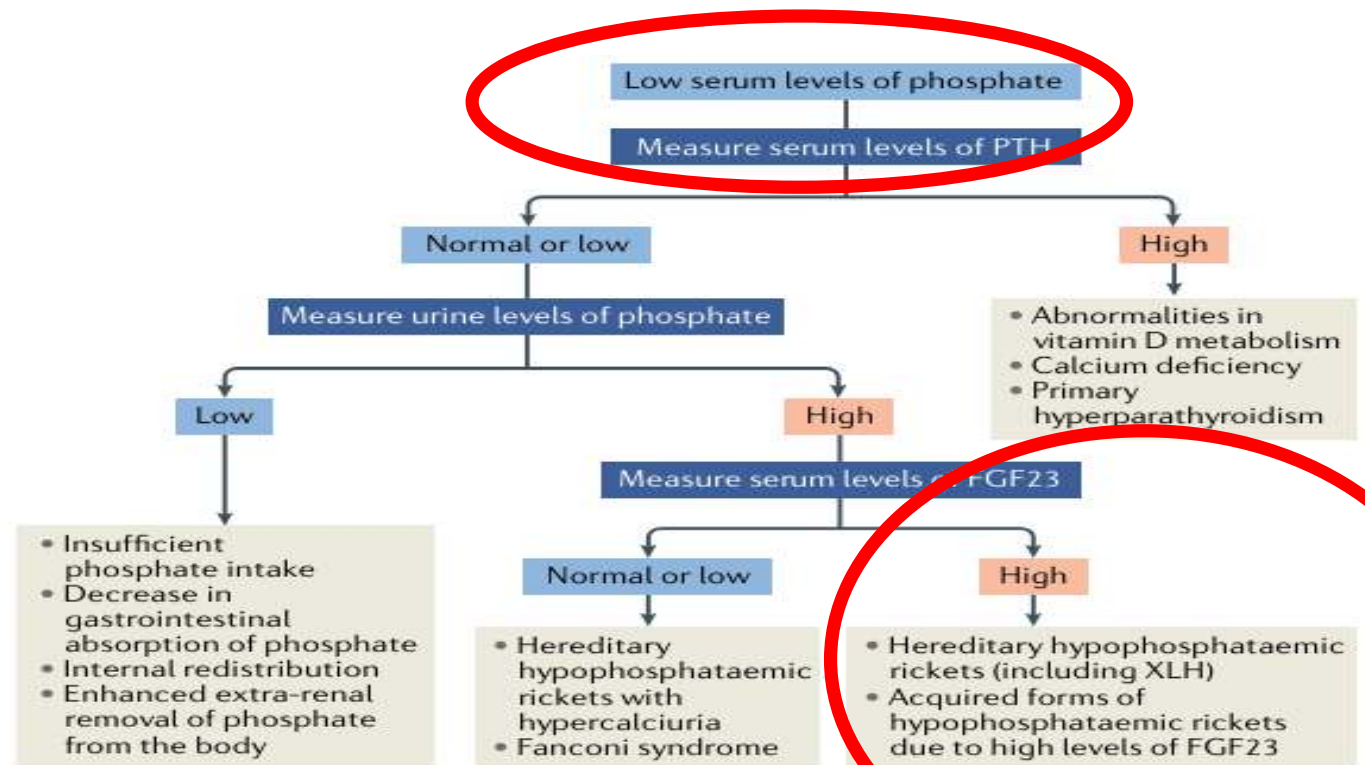 Low serum levels of phosphate
Measure serum levels of PTH
Normal or low
High
Measure urine levels of phosphate
• Abnormalities in
vitamin D metabolism
• Calcium deficiency
• Primary
hyperparathyroidism
Low
High
Measure serum levels of FGF23
• Insufficient
phosphate intake
• Decrease in
gastrointestinal
absorption of phosphate
• Internal redistribution
• Enhanced extra-renal
removal of phosphate
from the body
Normal or low
High
• Hereditary
hypophosphataemic
rickets with
hypercalciuria
• Fanconi syndrome
• Hereditary hypophosphataemic
rickets (including XLH)
• Acquired forms of
hypophosphataemic rickets
due to high levels of FGF23